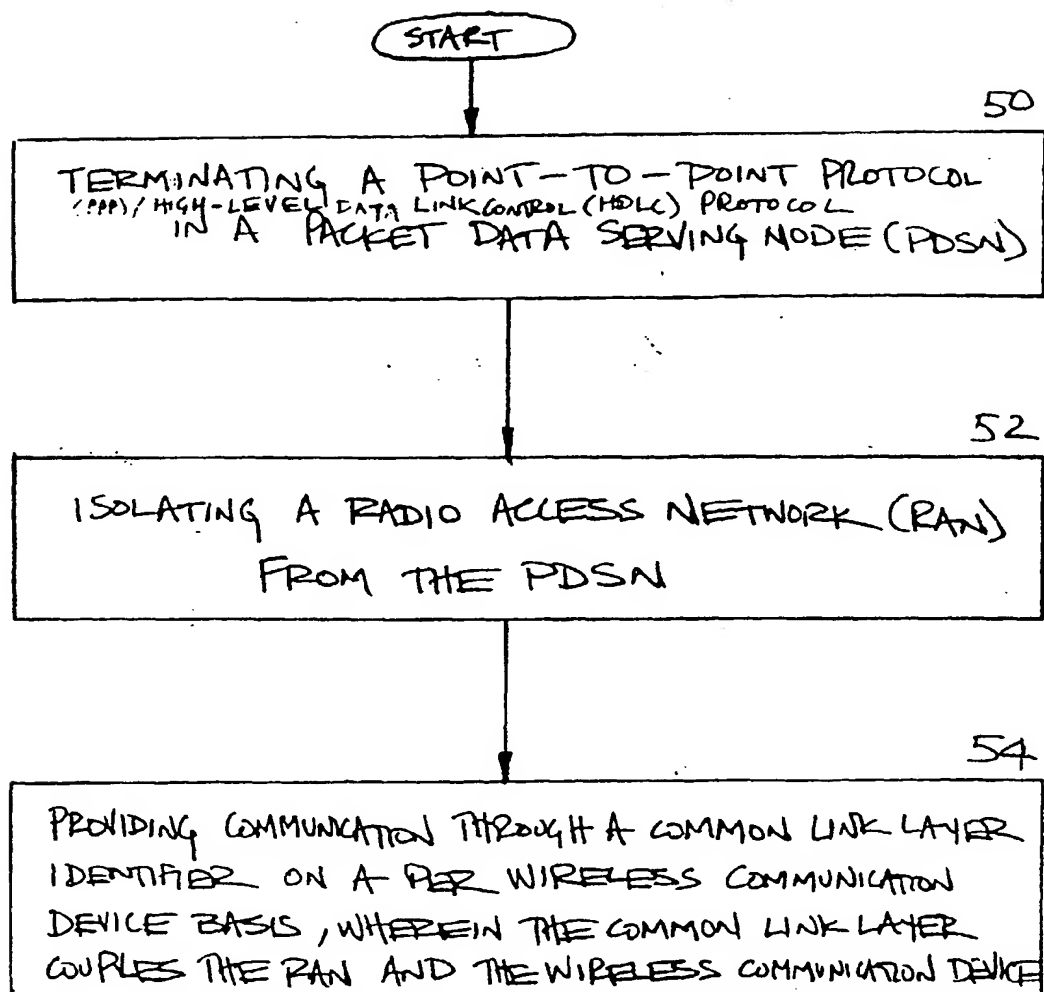 START
50
TERMINATING A POINT-TO-POINT PROTOCOL
(PPP)/HIGH-LEVEL DATA LINK CONTROL (HDLC) PROTOCOL
IN A PACKET DATA SERVING NODE (PDSN)
52
ISOLATING A RADIO ACCESS NETWORK (RAN)
FROM THE PDSN
54
PROVIDING COMMUNICATION THROUGH A COMMON LINK LAYER
IDENTIFIER ON A PER WIRELESS COMMUNICATION
DEVICE BASIS, WHEREIN THE COMMON LINK LAYER
COUPLES THE RAN AND THE WIRELESS COMMUNICATION DEVICE